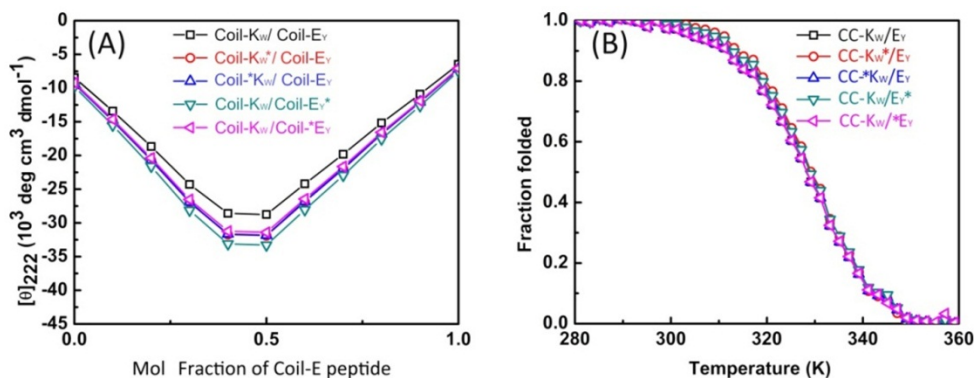 (A)
Coil-Kw/ Coil-EY
Coil-Kw*/ Coil-EY
Coil-*Kw/ Coil-EY
Coil-Kw/Coil-EY*
Coil-Kw/Coil-*EY
0
-5
-10
-15
-20
-25
-30
-35
-40
-45
[θ]222 (10³ deg cm³ dmol⁻¹)
0.0
0.5
1.0
Mol Fraction of Coil-E peptide
(B)
CC-Kw/EY
CC-Kw*/EY
CC-*Kw/EY
CC-Kw/EY*
CC-Kw/*EY
1.0
0.8
0.6
0.4
0.2
0.0
Fraction folded
280
300
320
340
360
Temperature (K)